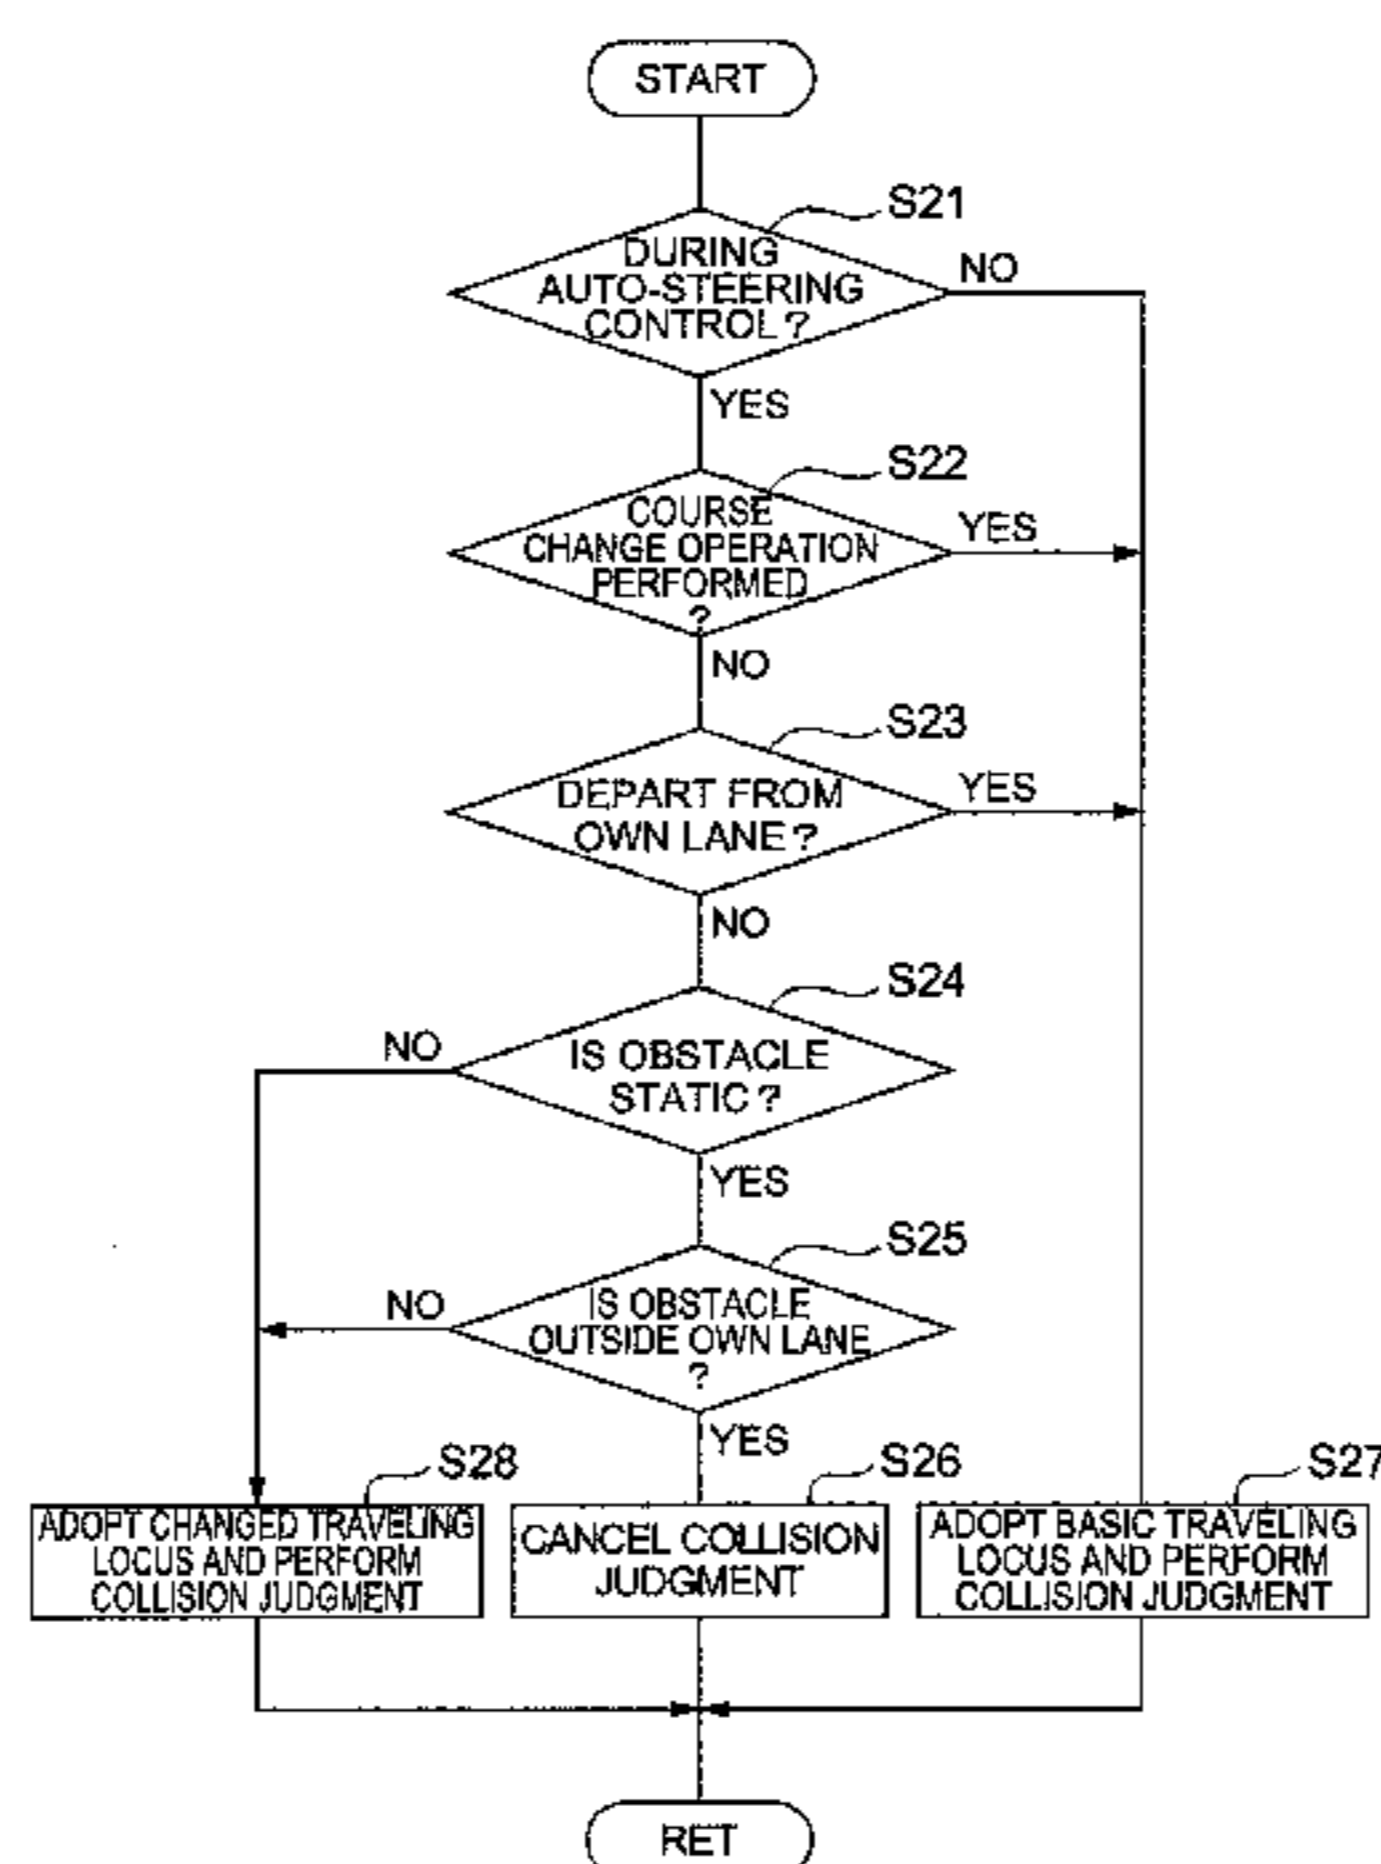 START
S21
DURING
AUTO-STEERING
CONTROL?
NO
YES
S22
COURSE
CHANGE OPERATION
PERFORMED
?
YES
NO
S23
DEPART FROM
OWN LANE?
YES
NO
S24
NO
IS OBSTACLE
STATIC?
YES
S25
NO
IS OBSTACLE
OUTSIDE OWN LANE
?
YES
S28
S26
S27
ADOPT CHANGED TRAVELING
LOCUS AND PERFORM
COLLISION JUDGMENT
CANCEL COLLISION
JUDGMENT
ADOPT BASIC TRAVELING
LOCUS AND PERFORM
COLLISION JUDGMENT
RET